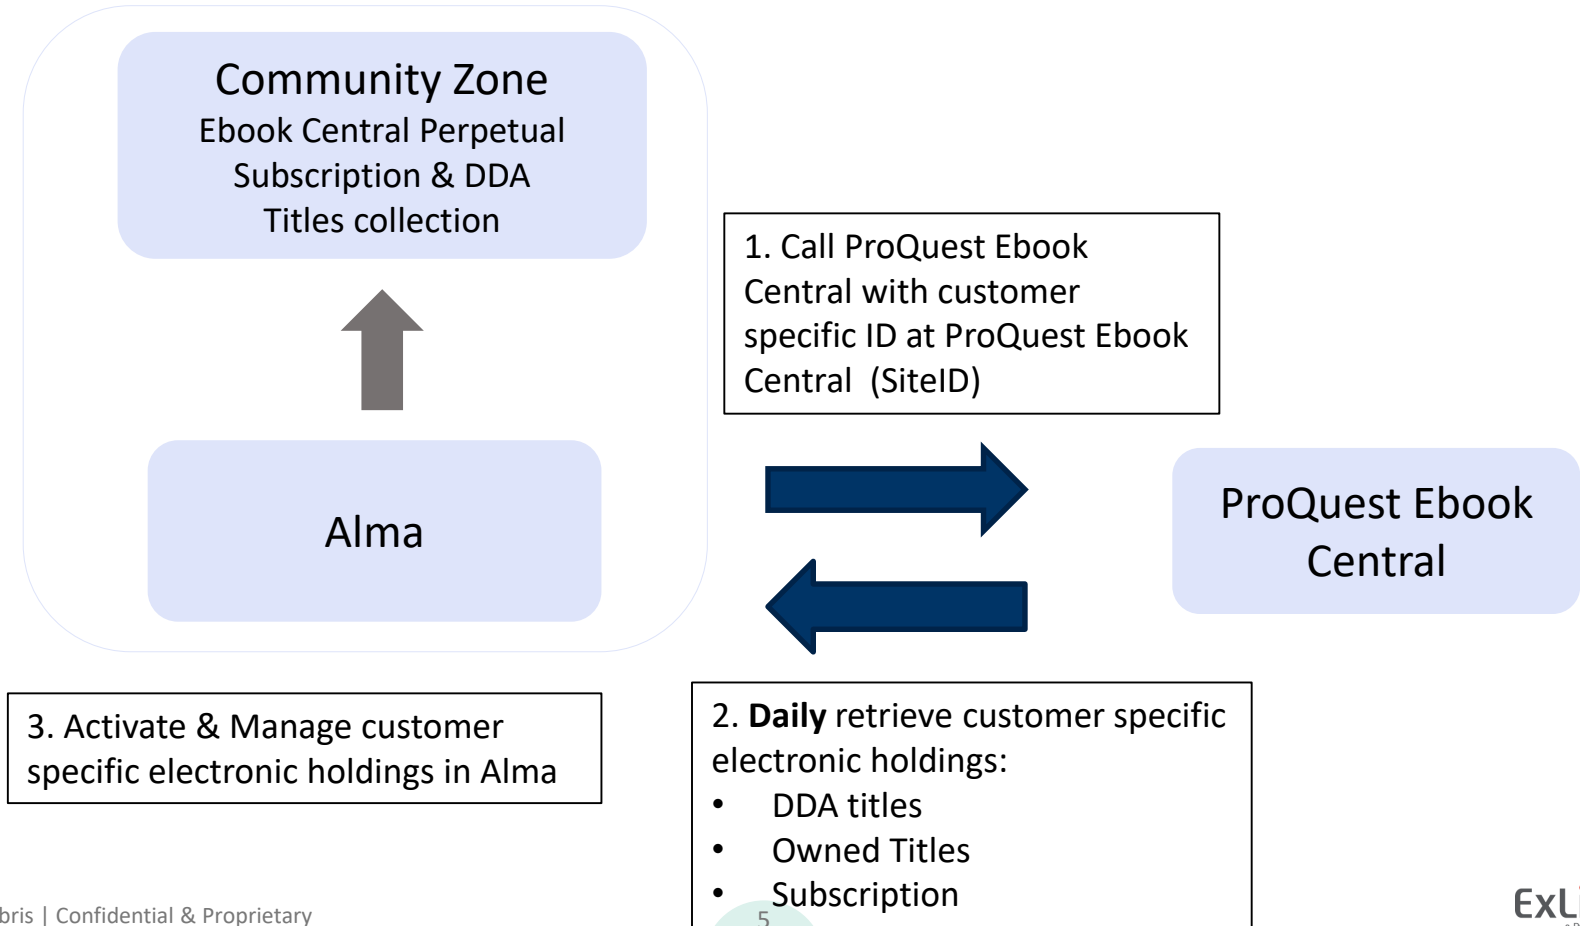 Community Zone
Ebook Central Perpetual
Subscription & DDA
Titles collection
1. Call ProQuest Ebook
Central with customer
specific ID at ProQuest Ebook
Central (SiteID)
Alma
ProQuest Ebook
Central
3. Activate & Manage customer
specific electronic holdings in Alma
2. Daily retrieve customer specific
electronic holdings:
• DDA titles
• Owned Titles
• Subscription
bris | Confidential & Proprietary
5
ExLi